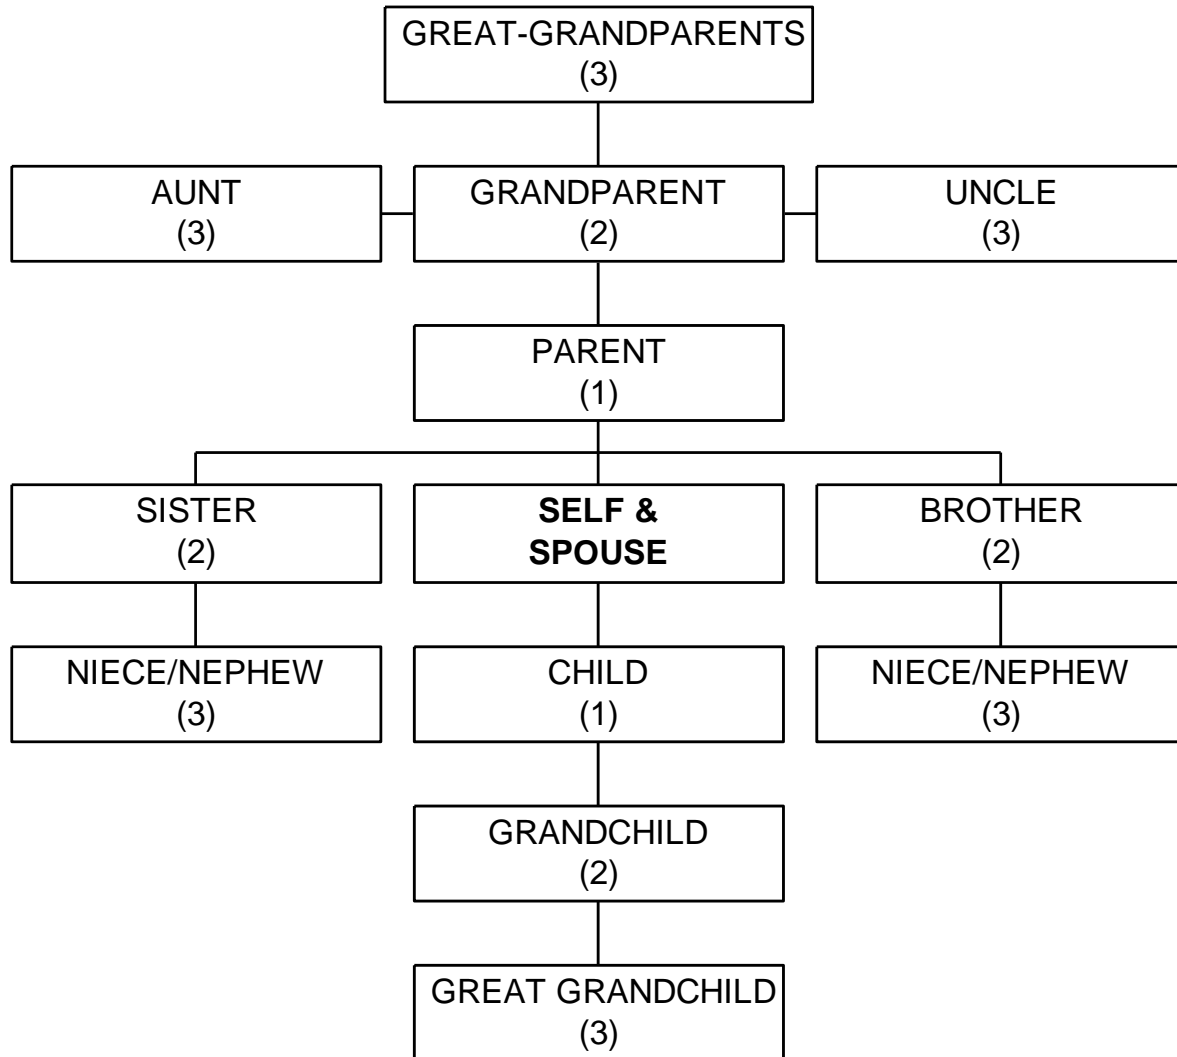 GREAT-GRANDPARENTS
(3)
AUNT
(3)
GRANDPARENT
(2)
UNCLE
(3)
PARENT
(1)
SISTER
(2)
SELF &
SPOUSE
BROTHER
(2)
NIECE/NEPHEW
(3)
CHILD
(1)
NIECE/NEPHEW
(3)
GRANDCHILD
(2)
GREAT GRANDCHILD
(3)